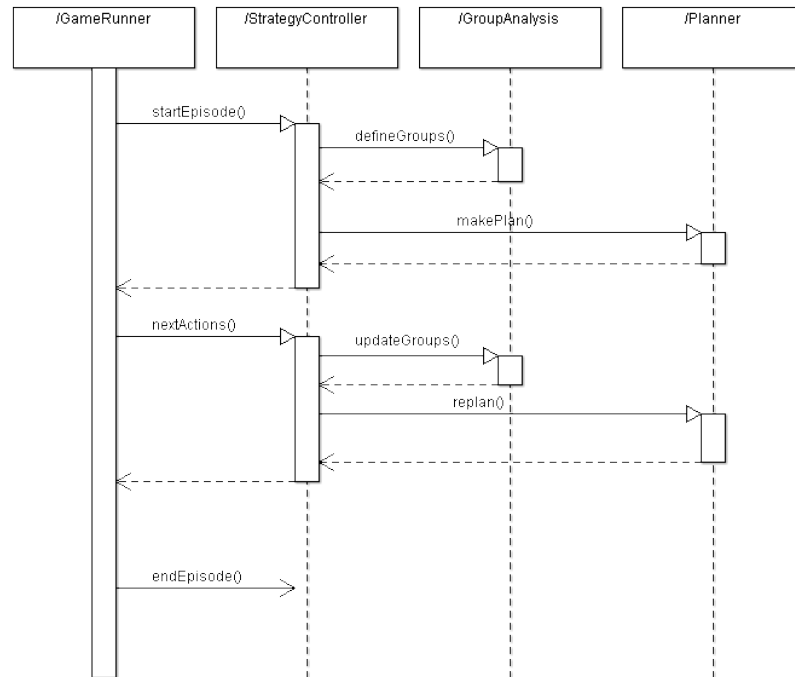 /GameRunner
/StrategyController
/GroupAnalysis
/Planner
startEpisode()
defineGroups()
makePlan()
nextActions()
updateGroups()
replan()
endEpisode()